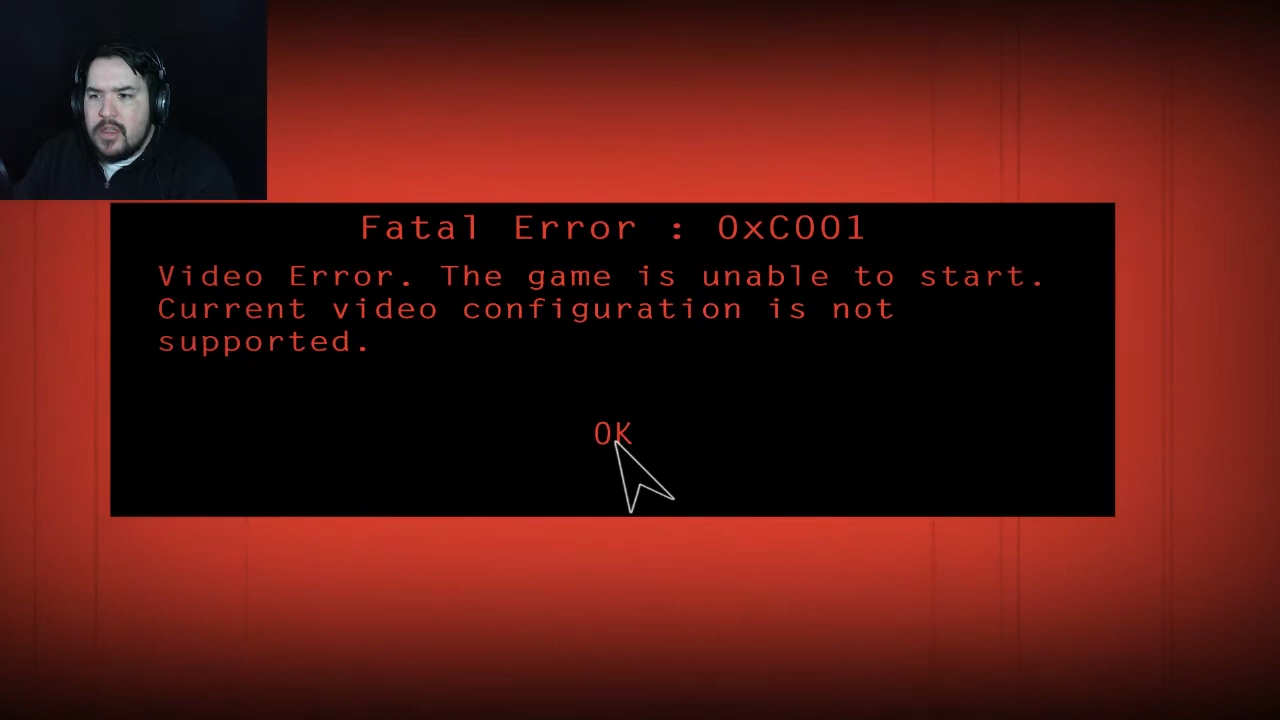 Fatal Error : 0xC001
Video Error. The game is unable to start.
Current video configuration is not
supported.
OK